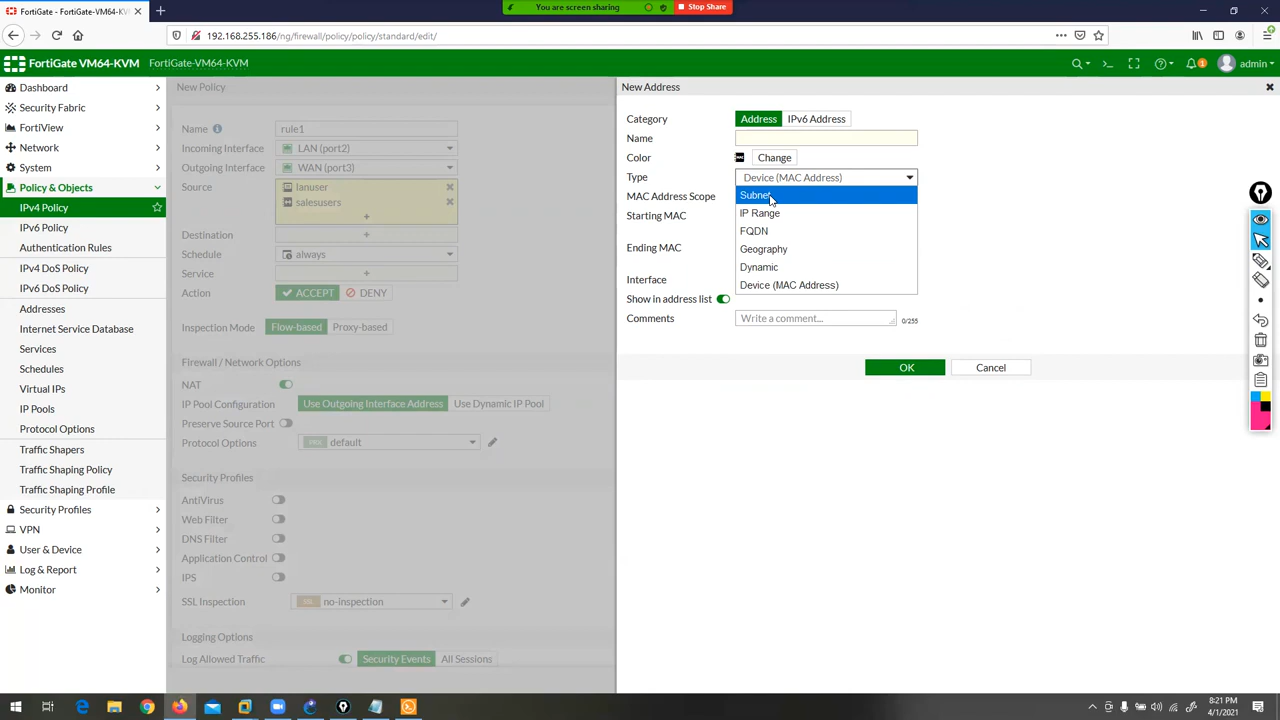 FortiGate - FortiGate-VM64-KV
You are screen sharing
Stop Share
192.168.255.186/ng/firewall/policy/policy/standard/edit/
FortiGate VM64-KVM
FortiGate-VM64-KVM
1
admin
Dashboard
Security Fabric
FortiView
Network
System
Policy & Objects
IPv4 Policy
IPv6 Policy
Authentication Rules
IPv4 DoS Policy
IPv6 DoS Policy
Addresses
Internet Service Database
Services
Schedules
Virtual IPs
IP Pools
Protocol Options
Traffic Shapers
Traffic Shaping Policy
Traffic Shaping Profile
Security Profiles
VPN
User & Device
Log & Report
Monitor
New Policy
Name
rule1
Incoming Interface
LAN (port2)
Outgoing Interface
WAN (port3)
Source
lanuser
salesusers
+
Destination
+
Schedule
always
Service
+
Action
ACCEPT
DENY
Inspection Mode
Flow-based
Proxy-based
Firewall / Network Options
NAT
IP Pool Configuration
Use Outgoing Interface Address
Use Dynamic IP Pool
Preserve Source Port
Protocol Options
default
Security Profiles
AntiVirus
Web Filter
DNS Filter
Application Control
IPS
SSL Inspection
SSL
no-inspection
Logging Options
Log Allowed Traffic
Security Events
All Sessions
New Address
Category
Address
IPv6 Address
Name
Color
Change
Type
Device (MAC Address)
MAC Address Scope
Subnet
Starting MAC
IP Range
FQDN
Ending MAC
Geography
Dynamic
Interface
Device (MAC Address)
Show in address list
Comments
Write a comment...
0/255
OK
Cancel
8:21 PM
4/1/2021